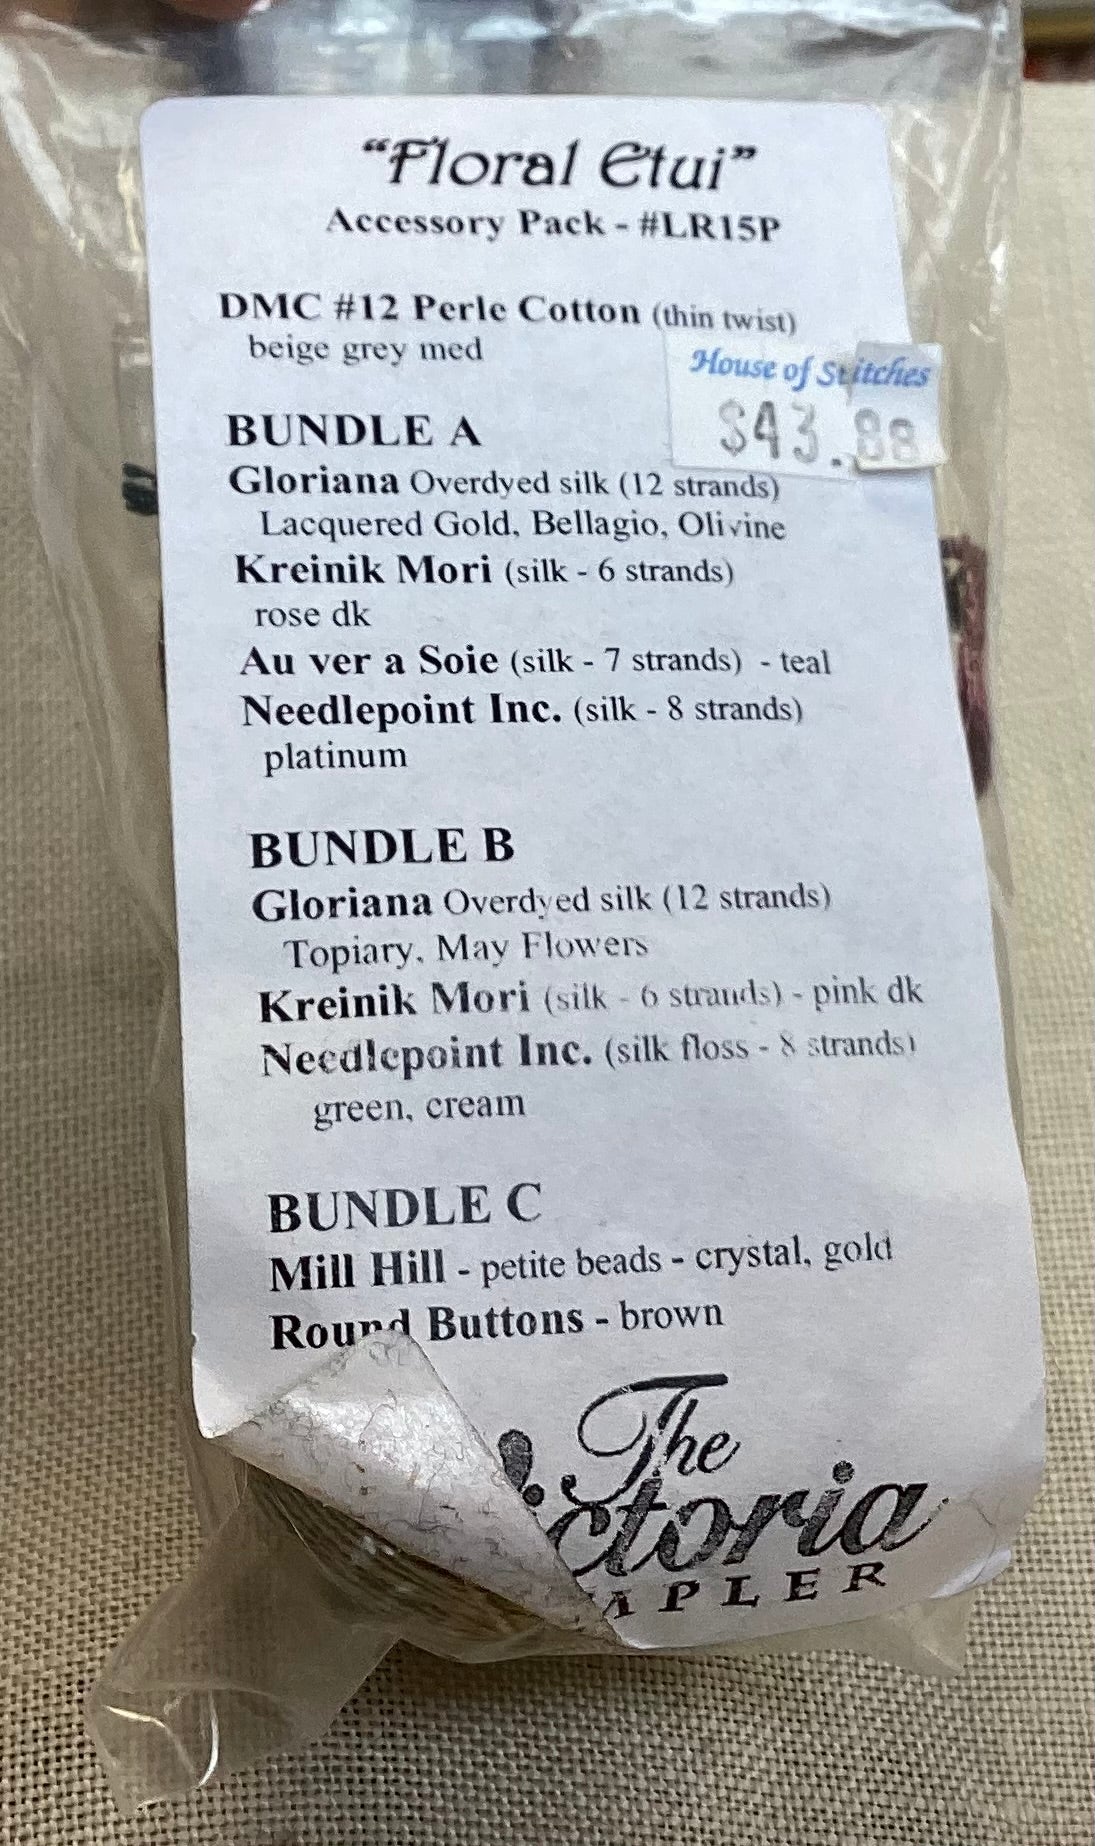 “Floral Etui”
Accessory Pack - #LR15P
DMC #12 Perle Cotton (thin twist)
beige grey med
House of Stitches
$43.88
BUNDLE A
Gloriana Overdyed silk (12 strands)
Lacquered Gold, Bellagio, Olivine
Kreinik Mori (silk - 6 strands)
rose dk
Au ver a Soie (silk - 7 strands) - teal
Needlepoint Inc. (silk - 8 strands)
platinum
BUNDLE B
Gloriana Overdyed silk (12 strands)
Topiary, May Flowers
Kreinik Mori (silk - 6 strands) - pink dk
Needlepoint Inc. (silk floss - 8 strands)
green, cream
BUNDLE C
Mill Hill - petite beads - crystal, gold
Round Buttons - brown
The
Victoria
MPLER